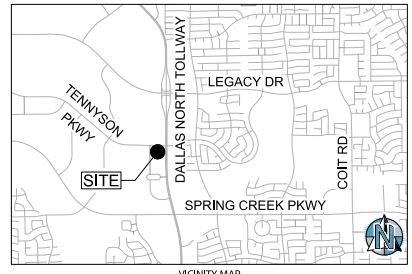 DALLAS NORTH TOLLWAY
LEGACY DR
TENNYSON
PKWY
COIT RD
SITE
SPRING CREEK PKWY
N
VICINITY MAP